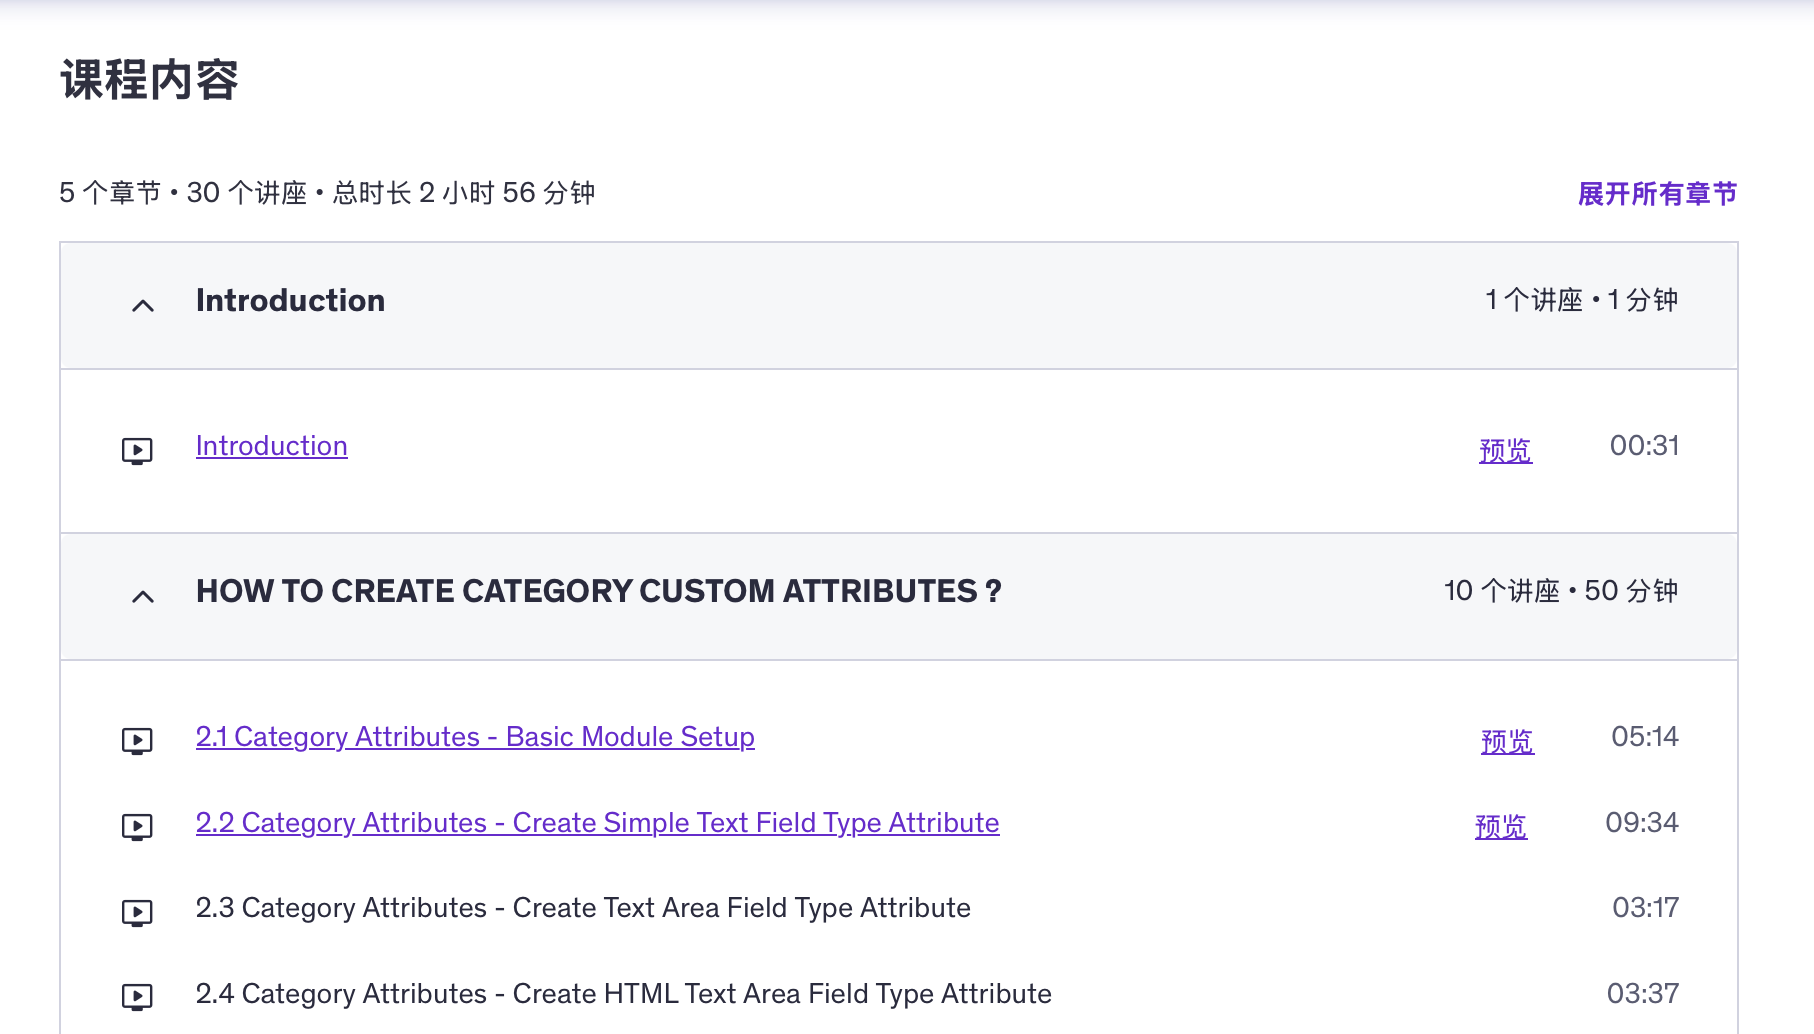 课程内容
5 个章节 • 30 个讲座 • 总时长 2 小时 56 分钟
展开所有章节
Introduction
1 个讲座 • 1 分钟
Introduction
预览
00:31
HOW TO CREATE CATEGORY CUSTOM ATTRIBUTES ?
10 个讲座 • 50 分钟
2.1 Category Attributes - Basic Module Setup
预览
05:14
2.2 Category Attributes - Create Simple Text Field Type Attribute
预览
09:34
2.3 Category Attributes - Create Text Area Field Type Attribute
03:17
2.4 Category Attributes - Create HTML Text Area Field Type Attribute
03:37